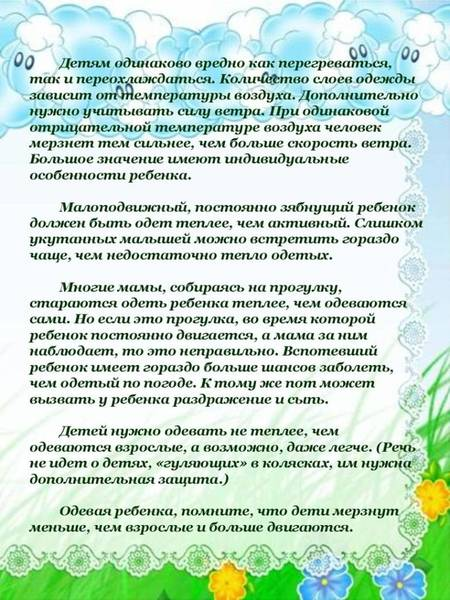 Детям одинаково вредно как перегреваться,
так и переохлаждаться. Количество слоев одежды
зависит от температуры воздуха. Дополнительно
нужно учитывать силу ветра. При одинаковой
отрицательной температуре воздуха человек
мерзнет тем сильнее, чем больше скорость ветра.
Большое значение имеют индивидуальные
особенности ребенка.
Малоподвижный, постоянно зябнущий ребенок
должен быть одет теплее, чем активный. Слишком
укутанных малышей можно встретить гораздо
чаще, чем недостаточно тепло одетых.
Многие мамы, собираясь на прогулку,
стараются одеть ребенка теплее, чем одеваются
сами. Но если это прогулка, во время которой
ребенок постоянно двигается, а мама за ним
наблюдает, то это неправильно. Вспотевший
ребенок имеет гораздо больше шансов заболеть,
чем одетый по погоде. К тому же пот может
вызвать у ребенка раздражение и сыпь.
Детей нужно одевать не теплее, чем
одеваются взрослые, а возможно, даже легче. (Речь
не идет о детях, «гуляющих» в колясках, им нужна
дополнительная защита.)
Одевая ребенка, помните, что дети мерзнут
меньше, чем взрослые и больше двигаются.